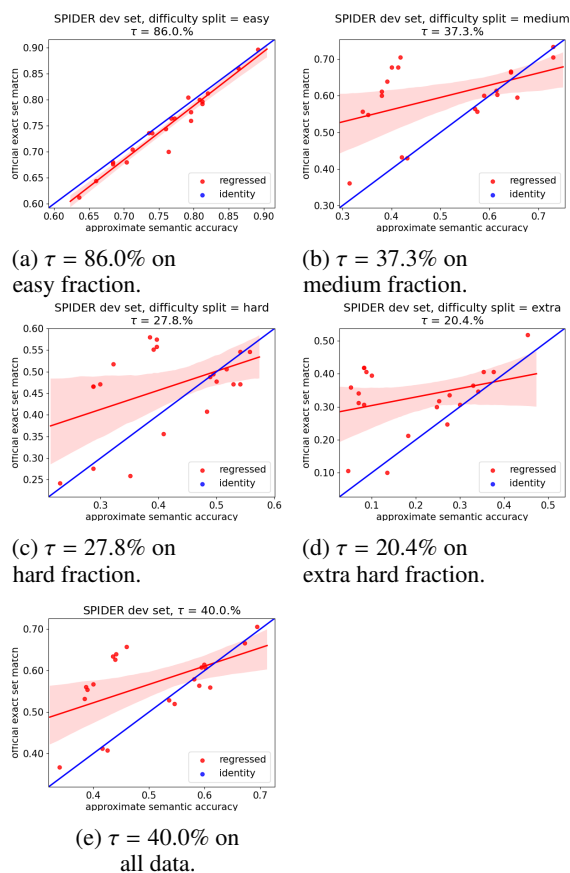 SPIDER dev set, difficulty split = easy
τ = 86.0.%
official exact set match
0.90
0.85
0.80
0.75
0.70
0.65
0.60
0.60 0.65 0.70 0.75 0.80 0.85 0.90
approximate semantic accuracy
regressed
identity
(a) τ = 86.0% on
easy fraction.
SPIDER dev set, difficulty split = medium
τ = 37.3.%
official exact set match
0.70
0.60
0.50
0.40
0.30
0.3 0.4 0.5 0.6 0.7
approximate semantic accuracy
regressed
identity
(b) τ = 37.3% on
medium fraction.
SPIDER dev set, difficulty split = hard
τ = 27.8.%
official exact set match
0.60
0.55
0.50
0.45
0.40
0.35
0.30
0.25
0.3 0.4 0.5 0.6
approximate semantic accuracy
regressed
identity
(c) τ = 27.8% on
hard fraction.
SPIDER dev set, difficulty split = extra
τ = 20.4.%
official exact set match
0.50
0.40
0.30
0.20
0.10
0.1 0.2 0.3 0.4 0.5
approximate semantic accuracy
regressed
identity
(d) τ = 20.4% on
extra hard fraction.
SPIDER dev set, τ = 40.0.%
official exact set match
0.70
0.60
0.50
0.40
0.4 0.5 0.6 0.7
approximate semantic accuracy
regressed
identity
(e) τ = 40.0% on
all data.